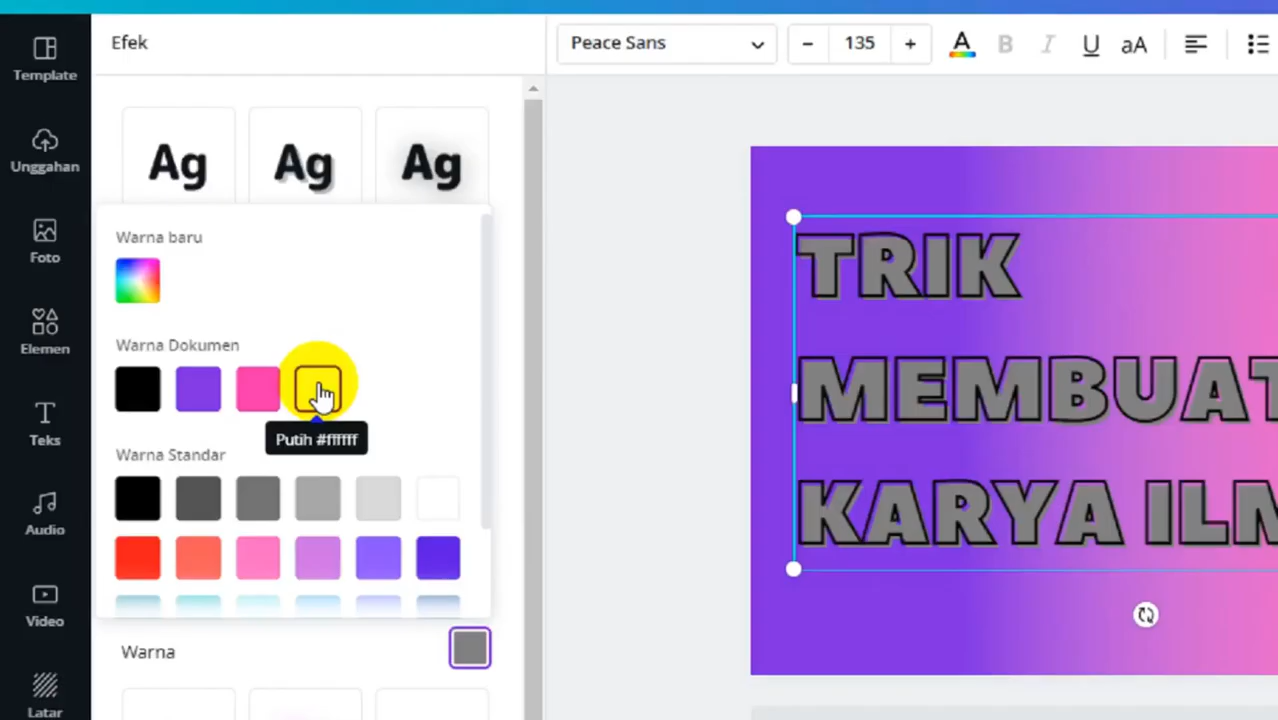 Template
Unggahan
Foto
Elemen
Teks
Audio
Video
Latar
Efek
Ag Ag Ag
Warna baru
Warna Dokumen
Putih #ffffff
Warna Standar
Warna
Peace Sans
− 135 +
A B I U aA
TRIK
MEMBUAT
KARYA ILM